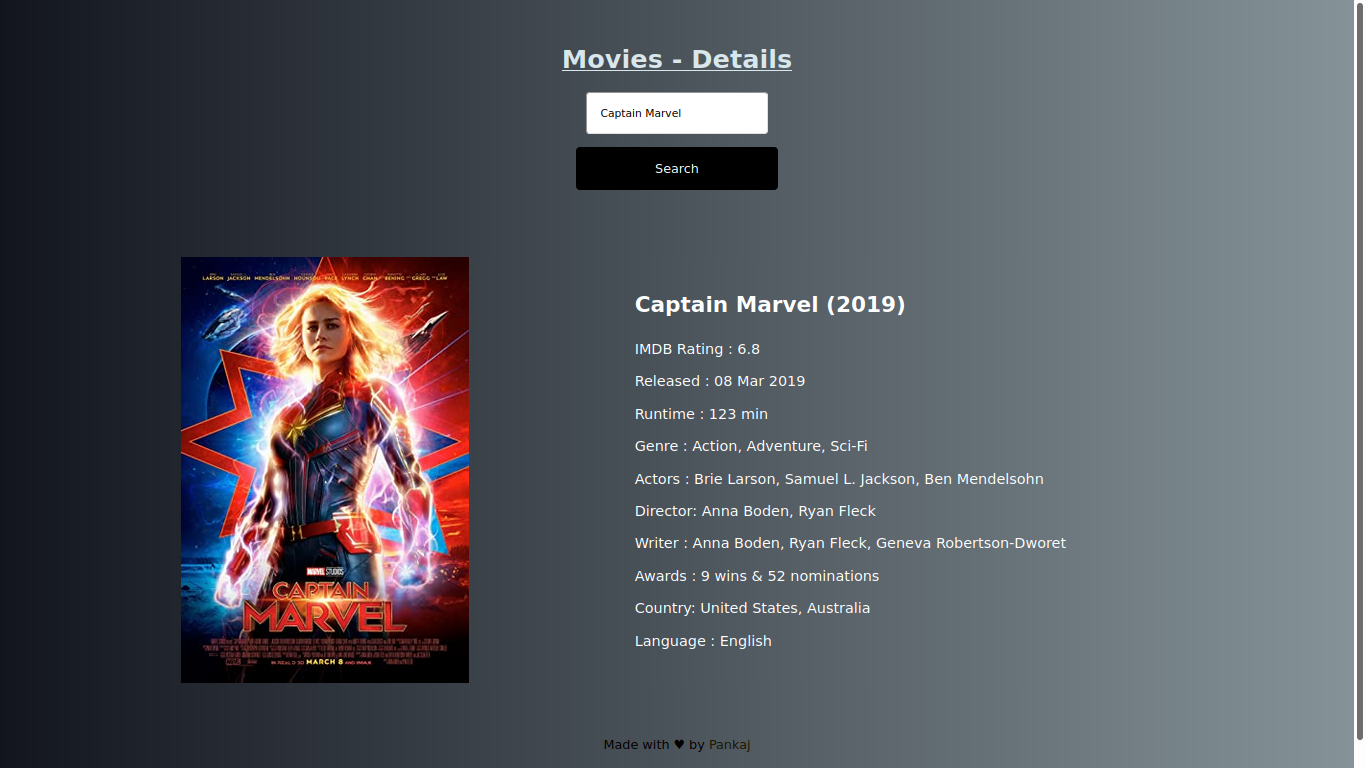 Movies - Details
Captain Marvel
Search
LARSON JACKSON MENDELSOHN HOUNSOU PACE LYNCH CHAN BENING GREGG LAW
MARVEL STUDIOS
CAPTAIN
MARVEL
IN REAL D 3D MARCH 8 AND IMAX
Captain Marvel (2019)
IMDB Rating : 6.8
Released : 08 Mar 2019
Runtime : 123 min
Genre : Action, Adventure, Sci-Fi
Actors : Brie Larson, Samuel L. Jackson, Ben Mendelsohn
Director: Anna Boden, Ryan Fleck
Writer : Anna Boden, Ryan Fleck, Geneva Robertson-Dworet
Awards : 9 wins & 52 nominations
Country: United States, Australia
Language : English
Made with ♥ by Pankaj